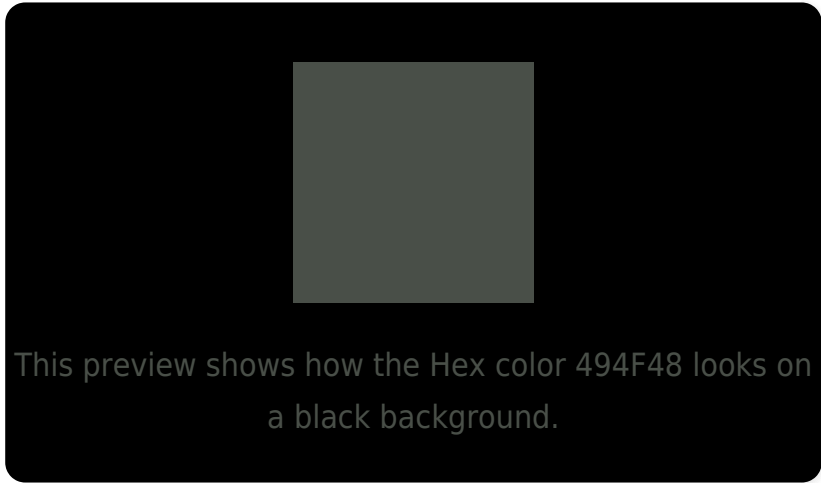 This preview shows how the Hex color 494F48 looks on
a black background.